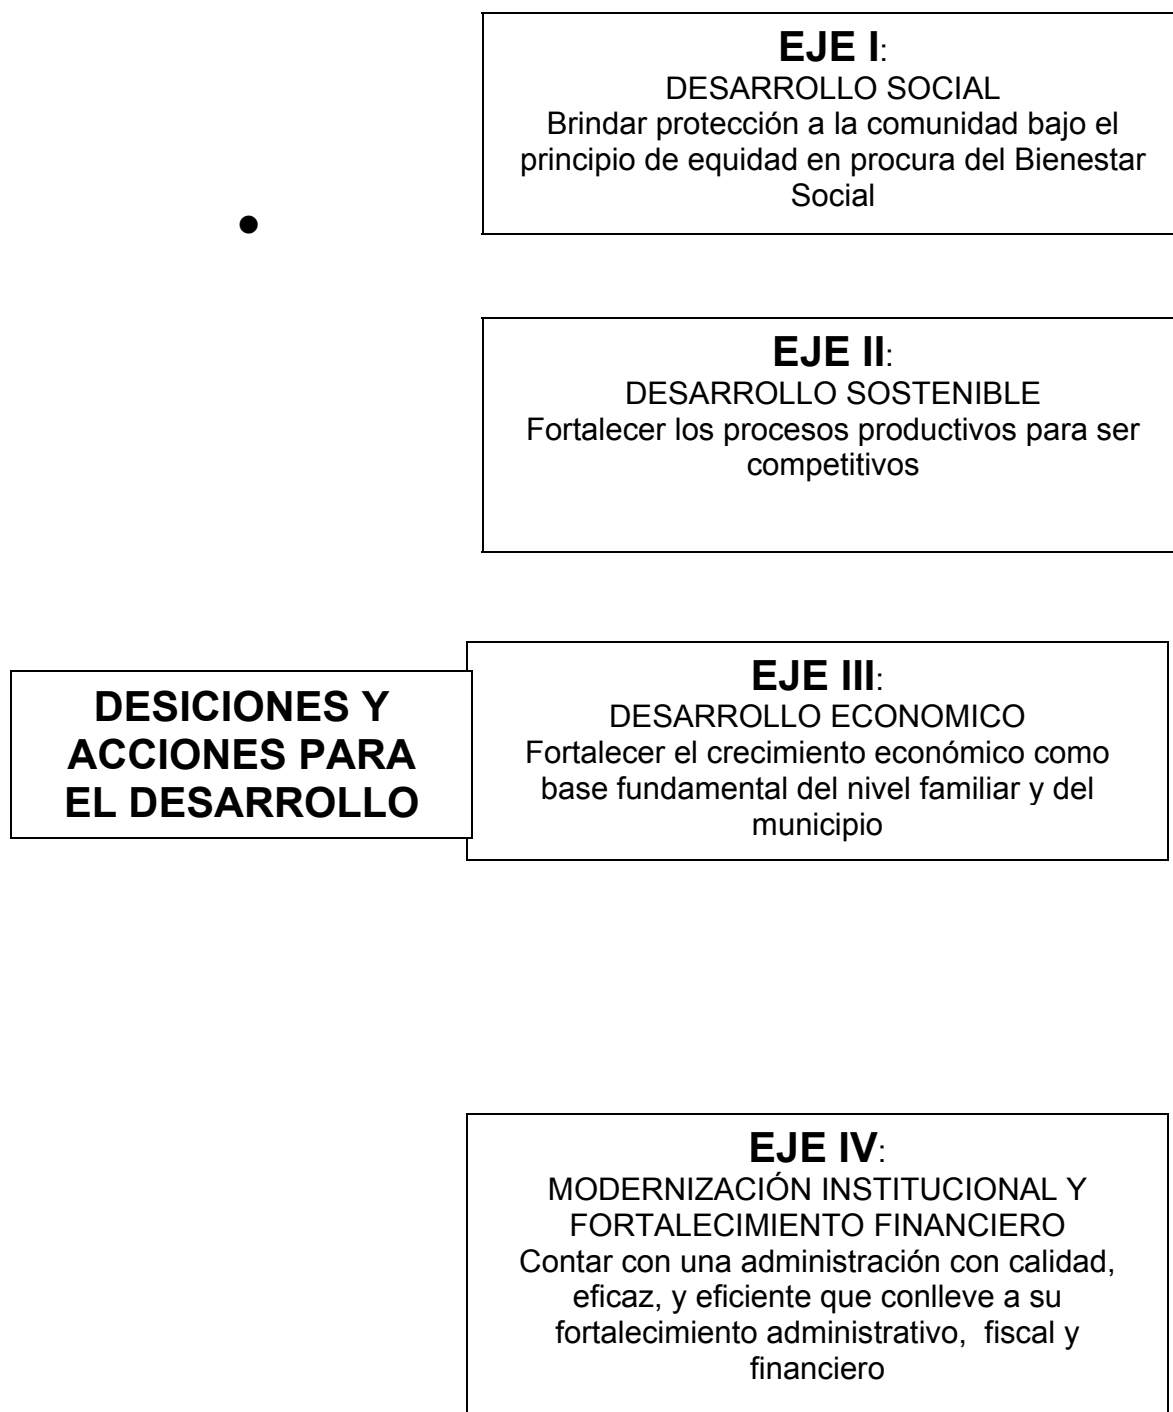 EJE I:
DESARROLLO SOCIAL
Brindar protección a la comunidad bajo el
principio de equidad en procura del Bienestar
Social
•
EJE II:
DESARROLLO SOSTENIBLE
Fortalecer los procesos productivos para ser
competitivos
DESICIONES Y
ACCIONES PARA
EL DESARROLLO
EJE III:
DESARROLLO ECONOMICO
Fortalecer el crecimiento económico como
base fundamental del nivel familiar y del
municipio
EJE IV:
MODERNIZACIÓN INSTITUCIONAL Y
FORTALECIMIENTO FINANCIERO
Contar con una administración con calidad,
eficaz, y eficiente que conlleve a su
fortalecimiento administrativo,  fiscal y
financiero